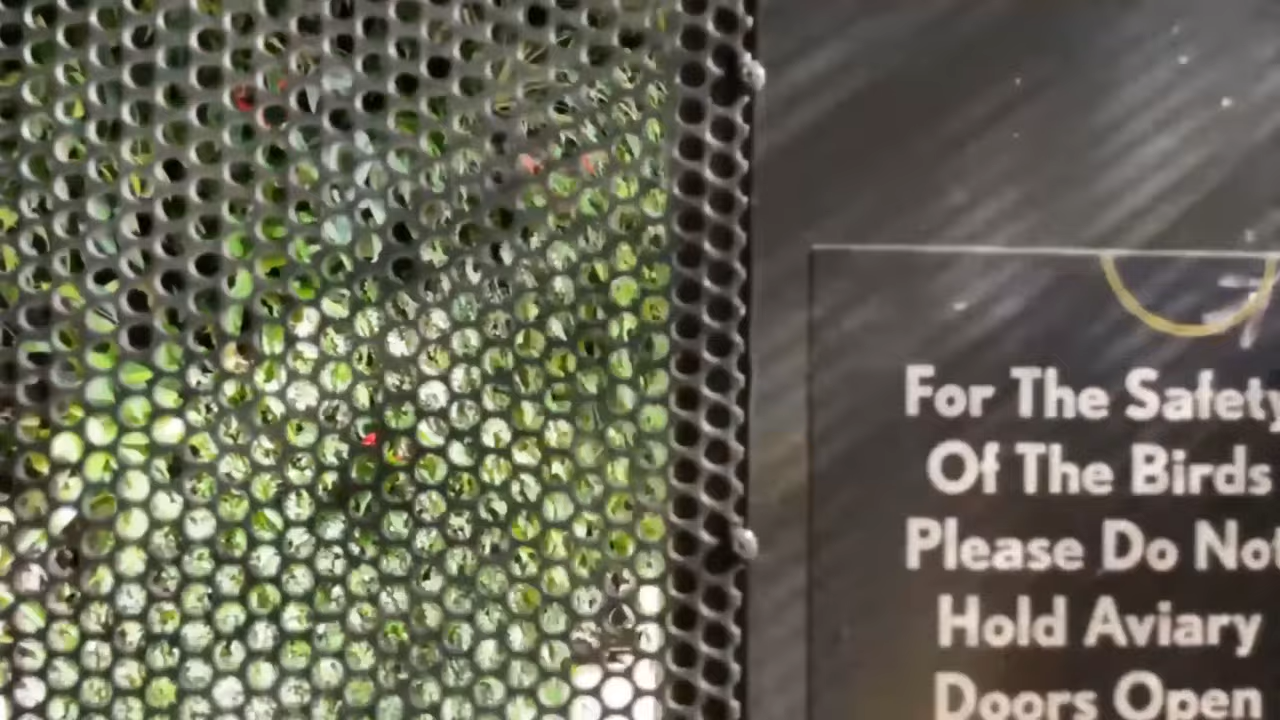 For The Safety
Of The Birds
Please Do Not
Hold Aviary
Doors Open